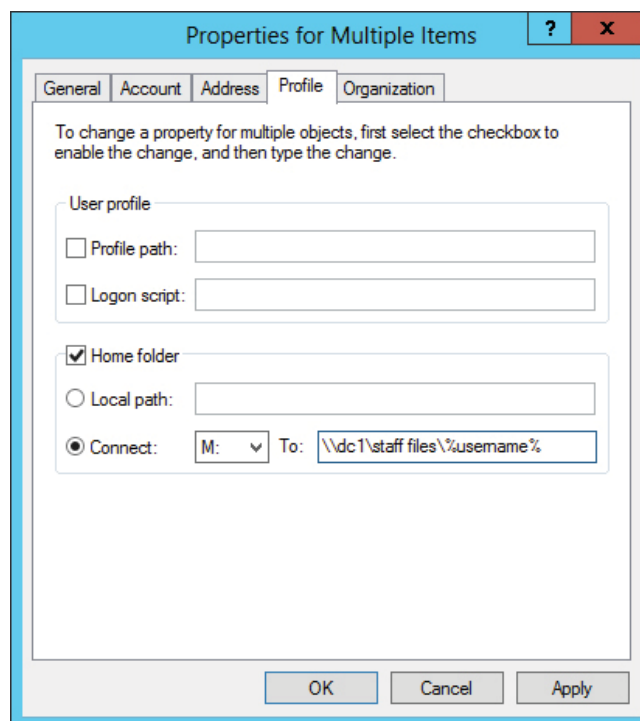 Properties for Multiple Items
?
x
General Account Address Profile Organization
To change a property for multiple objects, first select the checkbox to
enable the change, and then type the change.
User profile
Profile path:
Logon script:
Home folder
Local path:
Connect: M: To: \\dc1\staff files\%username%
OK Cancel Apply